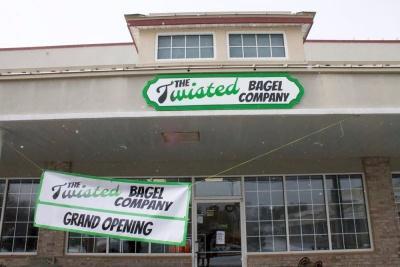 THE
Twisted BAGEL
COMPANY
THE
Twisted BAGEL
COMPANY
GRAND OPENING